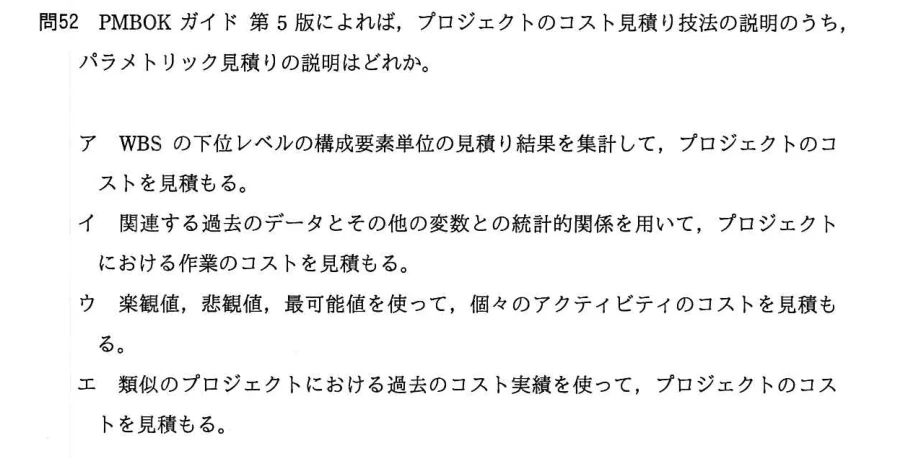 問52 PMBOK ガイド 第 5 版によれば，プロジェクトのコスト見積り技法の説明のうち，
パラメトリック見積りの説明はどれか。
ア WBS の下位レベルの構成要素単位の見積り結果を集計して，プロジェクトのコ
ストを見積もる。
イ 関連する過去のデータとその他の変数との統計的関係を用いて，プロジェクト
における作業のコストを見積もる。
ウ 楽観値，悲観値，最可能値を使って，個々のアクティビティのコストを見積も
る。
エ 類似のプロジェクトにおける過去のコスト実績を使って，プロジェクトのコス
トを見積もる。